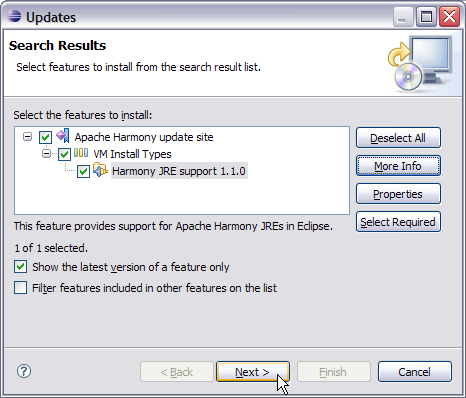 Updates
Search Results
Select features to install from the search result list.
Select the features to install:
Apache Harmony update site
VM Install Types
Harmony JRE support 1.1.0
Deselect All
More Info
Properties
Select Required
This feature provides support for Apache Harmony JREs in Eclipse.
1 of 1 selected.
Show the latest version of a feature only
Filter features included in other features on the list
?
< Back
Next >
Finish
Cancel